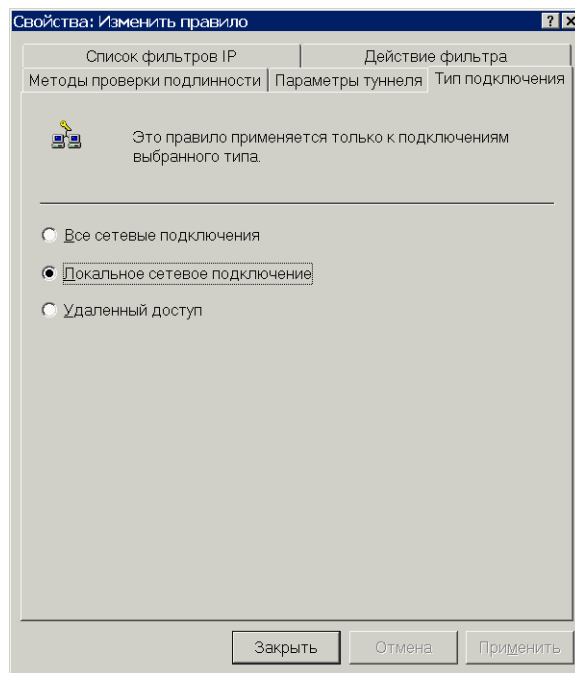 Свойства: Изменить правило
Список фильтров IP
Действие фильтра
Методы проверки подлинности
Параметры туннеля
Тип подключения
Это правило применяется только к подключениям
выбранного типа.
Все сетевые подключения
Локальное сетевое подключение
Удаленный доступ
Закрыть
Отмена
Применить